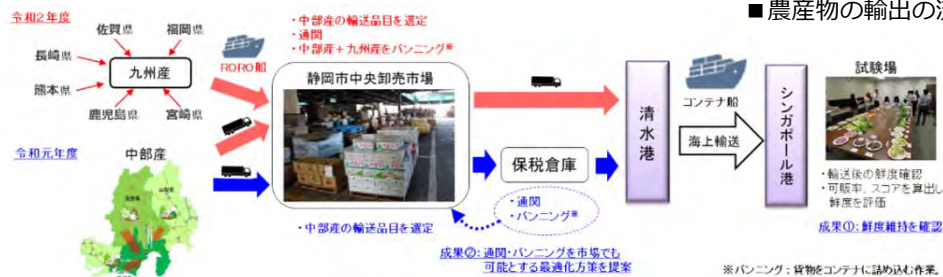 ■農産物の輸出の流
令和2年度
佐賀県
福岡県
長崎県
九州産
熊本県
鹿児島県
宮崎県
RORO船
・中部産の輸送品目を選定
・通関
・中部産+九州産をバンニング※
静岡市中央卸売市場
清水港
コンテナ船
海上輸送
シンガポール港
試験場
・輸送後の鮮度確認
・可販率、スコアを算出し
鮮度を評価
成果①:鮮度維持を確認
令和元年度
中部産
・中部産の輸送品目を選定
保税倉庫
・通関
・バンニング※
成果②:通関・バンニングを市場でも
可能とする最適化方策を提案
※バンニング:貨物をコンテナに詰め込む作業。